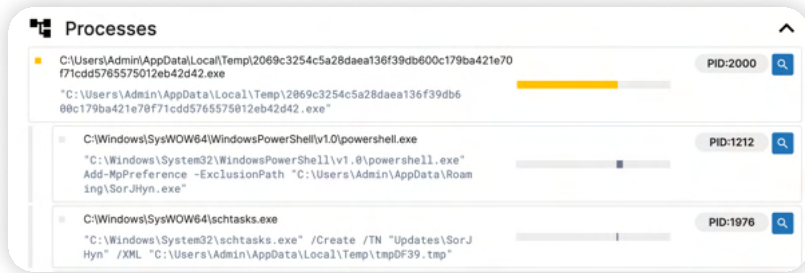 Processes
C:\Users\Admin\AppData\Local\Temp\2069c3254c5a28daea136f39db600c179ba421e70
f71cdd5765575012eb42d42.exe
PID:2000
"C:\Users\Admin\AppData\Local\Temp\2069c3254c5a28daea136f39db6
00c179ba421e70f71cdd5765575012eb42d42.exe"
C:\Windows\SysWOW64\WindowsPowerShell\v1.0\powershell.exe
PID:1212
"C:\Windows\System32\WindowsPowerShell\v1.0\powershell.exe"
Add-MpPreference -ExclusionPath "C:\Users\Admin\AppData\Roam
ing\SorJHyn.exe"
C:\Windows\SysWOW64\schtasks.exe
PID:1976
"C:\Windows\System32\schtasks.exe" /Create /TN "Updates\SorJ
Hyn" /XML "C:\Users\Admin\AppData\Local\Temp\tmpDF39.tmp"